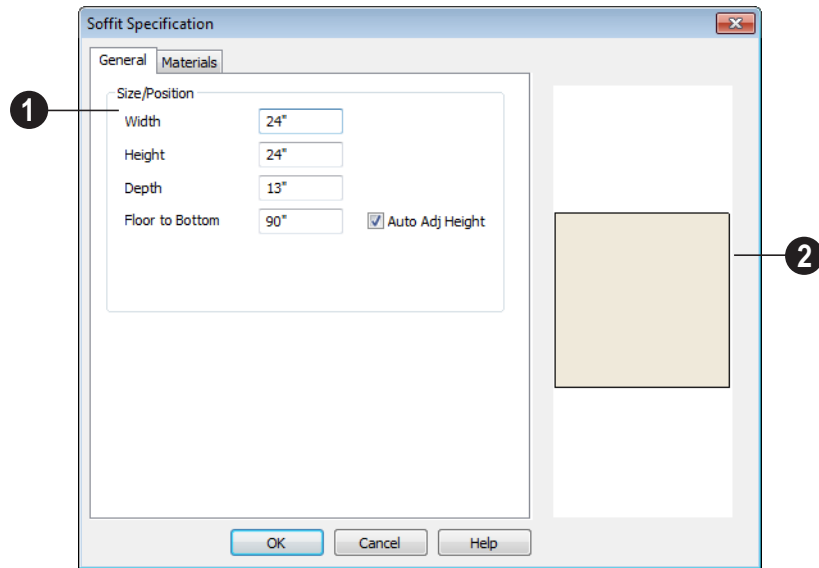 Soffit Specification
General Materials
Size/Position
1
Width 24"
Height 24"
Depth 13"
Floor to Bottom 90" Auto Adj Height
2
OK Cancel Help